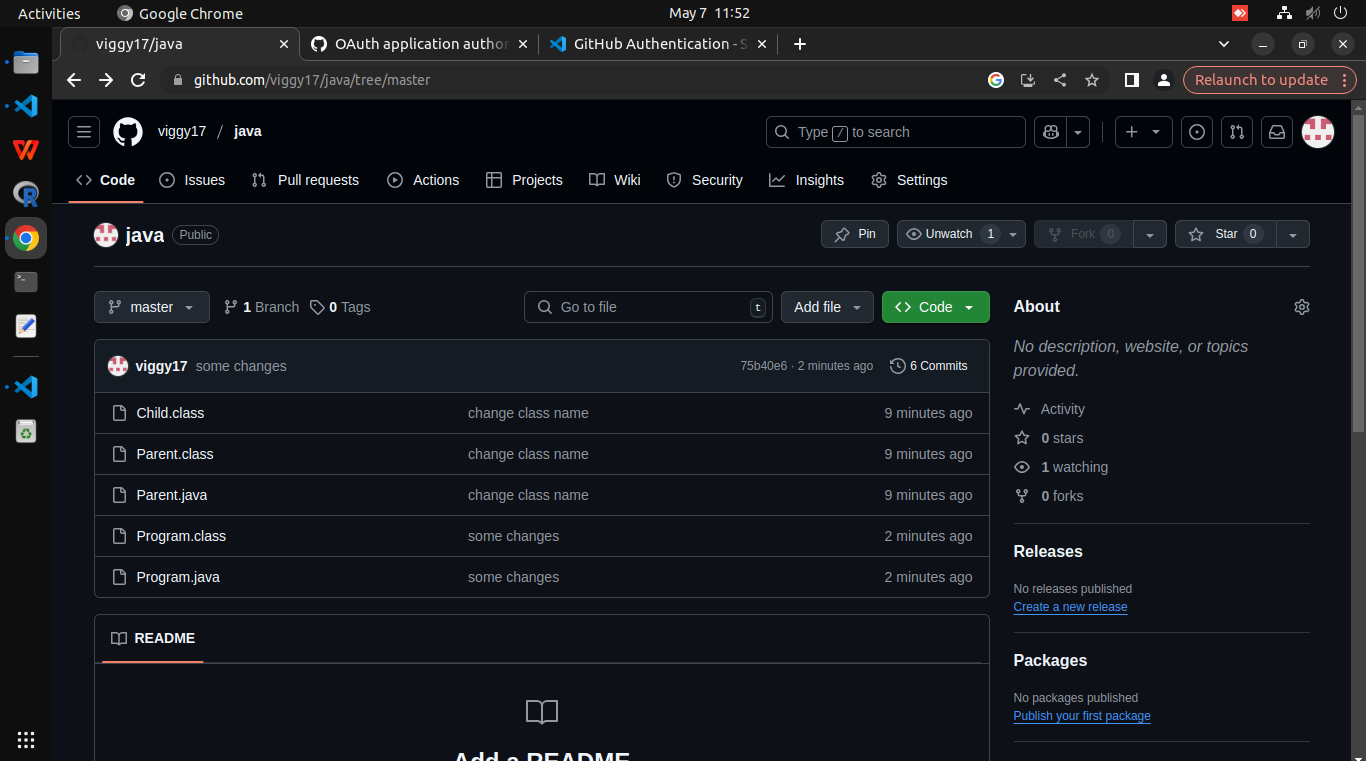 Activities Google Chrome May 7 11:52
viggy17/java OAuth application author GitHub Authentication - S
github.com/viggy17/java/tree/master Relaunch to update
viggy17 / java Type / to search
Code Issues Pull requests Actions Projects Wiki Security Insights Settings
java Public Pin Unwatch 1 Fork 0 Star 0
master 1 Branch 0 Tags Go to file t Add file Code
viggy17 some changes 75b40e6 · 2 minutes ago 6 Commits
Child.class change class name 9 minutes ago
Parent.class change class name 9 minutes ago
Parent.java change class name 9 minutes ago
Program.class some changes 2 minutes ago
Program.java some changes 2 minutes ago
README
Add a README
About
No description, website, or topics
provided.
Activity
0 stars
1 watching
0 forks
Releases
No releases published
Create a new release
Packages
No packages published
Publish your first package